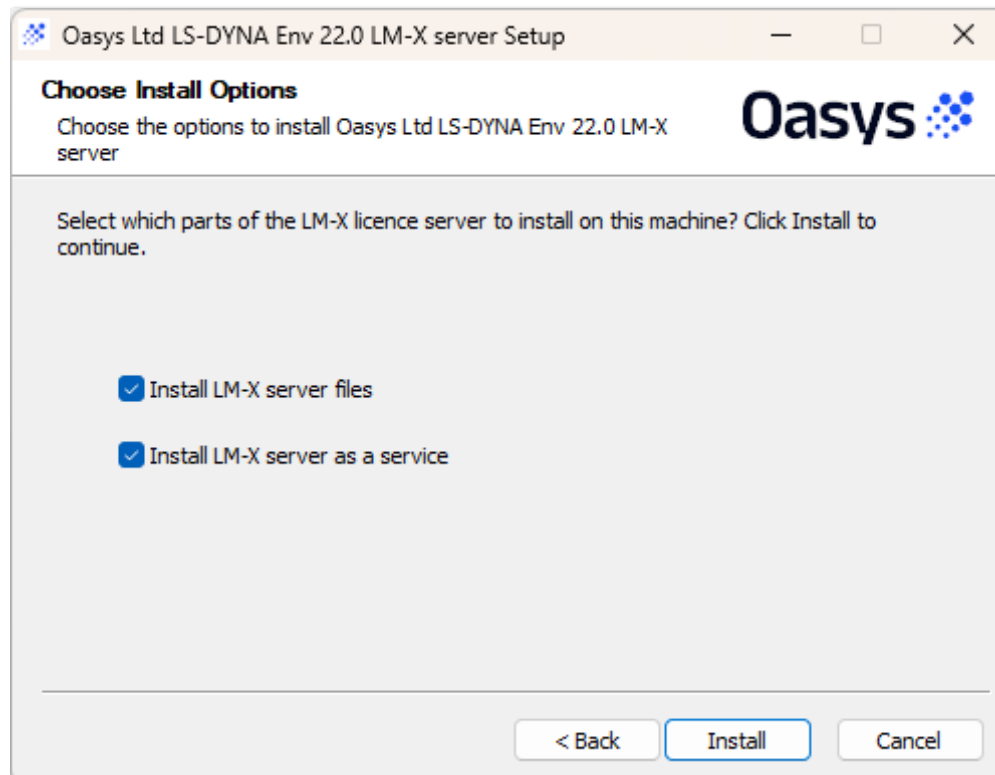 Oasys Ltd LS-DYNA Env 22.0 LM-X server Setup
Choose Install Options
Choose the options to install Oasys Ltd LS-DYNA Env 22.0 LM-X
server
Oasys
Select which parts of the LM-X licence server to install on this machine? Click Install to
continue.
Install LM-X server files
Install LM-X server as a service
< Back
Install
Cancel